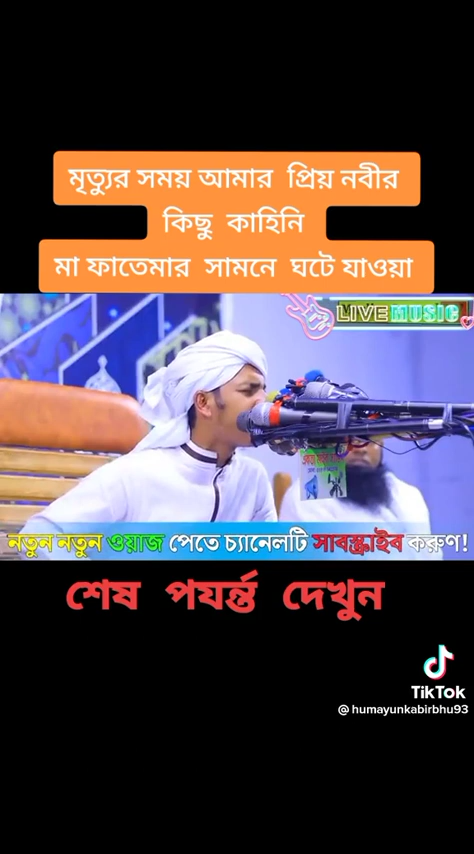 মৃত্যুর সময় আমার প্রিয় নবীর
কিছু কাহিনি
মা ফাতেমার সামনে ঘটে যাওয়া
LIVE MUSIC
নতুন নতুন ওয়াজ পেতে চ্যানেলটি সাবস্ক্রাইব করুণ!
শেষ পযর্ন্ত দেখুন
TikTok
@humayunkabirbhu93